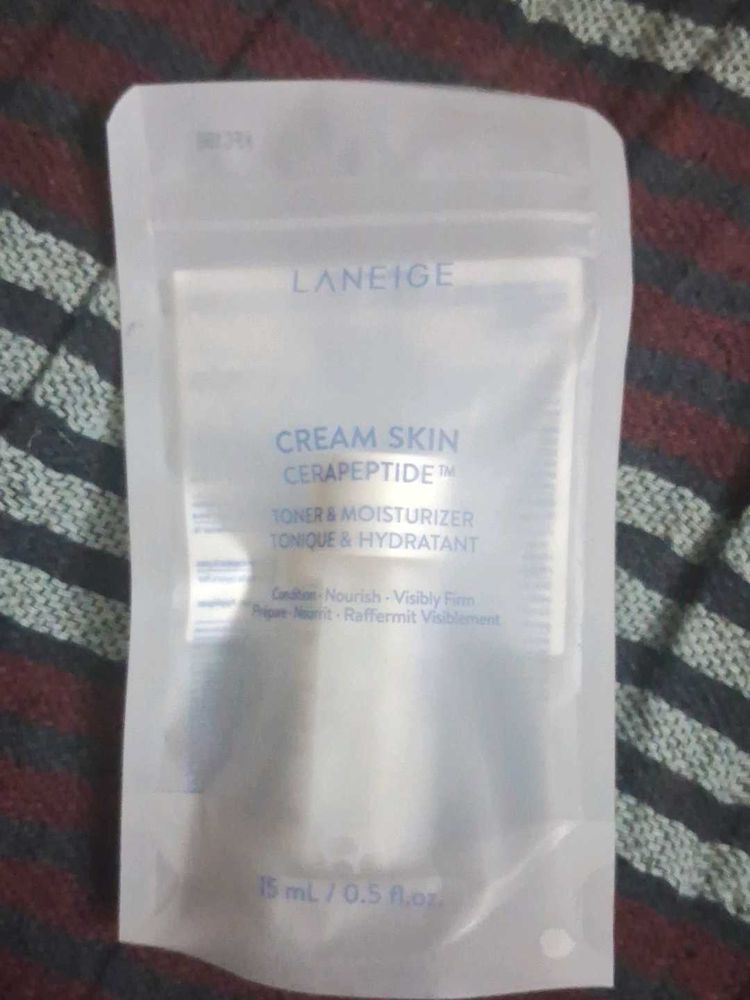 LANEIGE
CREAM SKIN
CERAPEPTIDE™
TONER & MOISTURIZER
TONIQUE & HYDRATANT
Condition · Nourish · Visibly Firm
Prépare · Nourrit · Raffermit Visiblement
15 mL / 0.5 fl.oz.